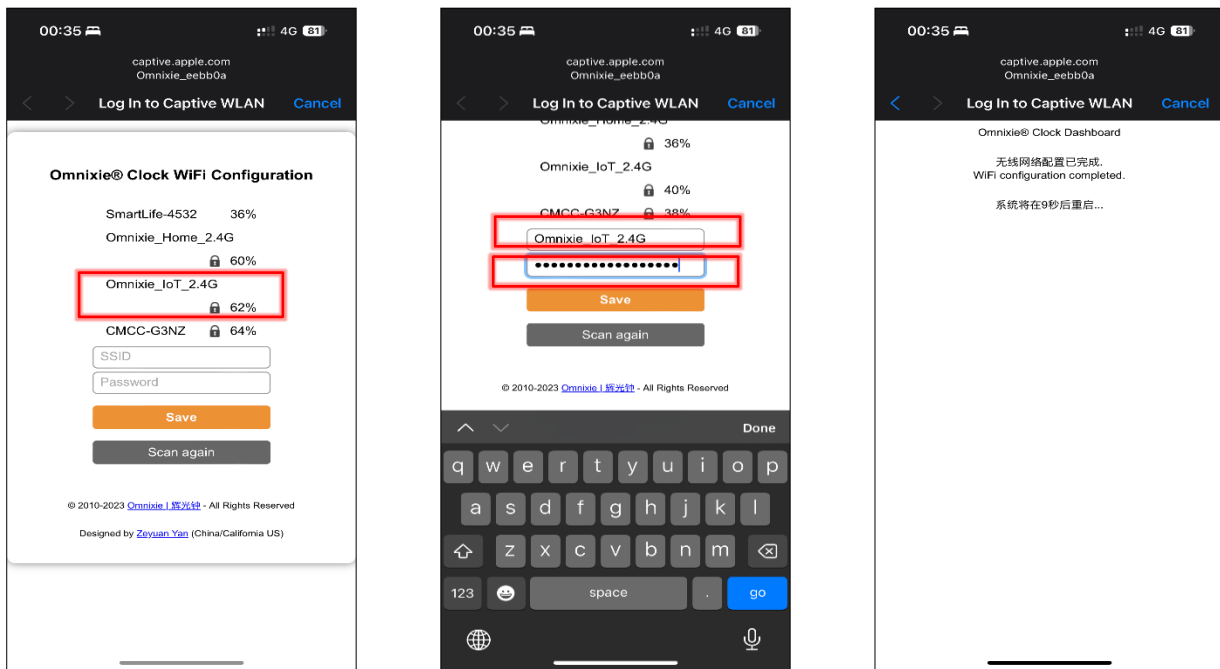 00:35
4G 81
captive.apple.com
Omnixie_eebb0a
Log In to Captive WLAN
Cancel
Omnixie® Clock WiFi Configuration
SmartLife-4532 36%
Omnixie_Home_2.4G
60%
Omnixie_IoT_2.4G
62%
CMCC-G3NZ 64%
SSID
Password
Save
Scan again
© 2010-2023 Omnixie | 辉光钟 - All Rights Reserved
Designed by Zeyuan Yan (China/California US)
00:35
4G 81
captive.apple.com
Omnixie_eebb0a
Log In to Captive WLAN
Cancel
Omnixie_Home_2.4G
36%
Omnixie_IoT_2.4G
40%
CMCC-G3NZ 38%
Omnixie_IoT_2.4G
••••••••••••••••••
Save
Scan again
© 2010-2023 Omnixie | 辉光钟 - All Rights Reserved
Done
q w e r t y u i o p
a s d f g h j k l
z x c v b n m
123 space . go
00:35
4G 81
captive.apple.com
Omnixie_eebb0a
Log In to Captive WLAN
Cancel
Omnixie® Clock Dashboard
无线网络配置已完成.
WiFi configuration completed.
系统将在9秒后重启...